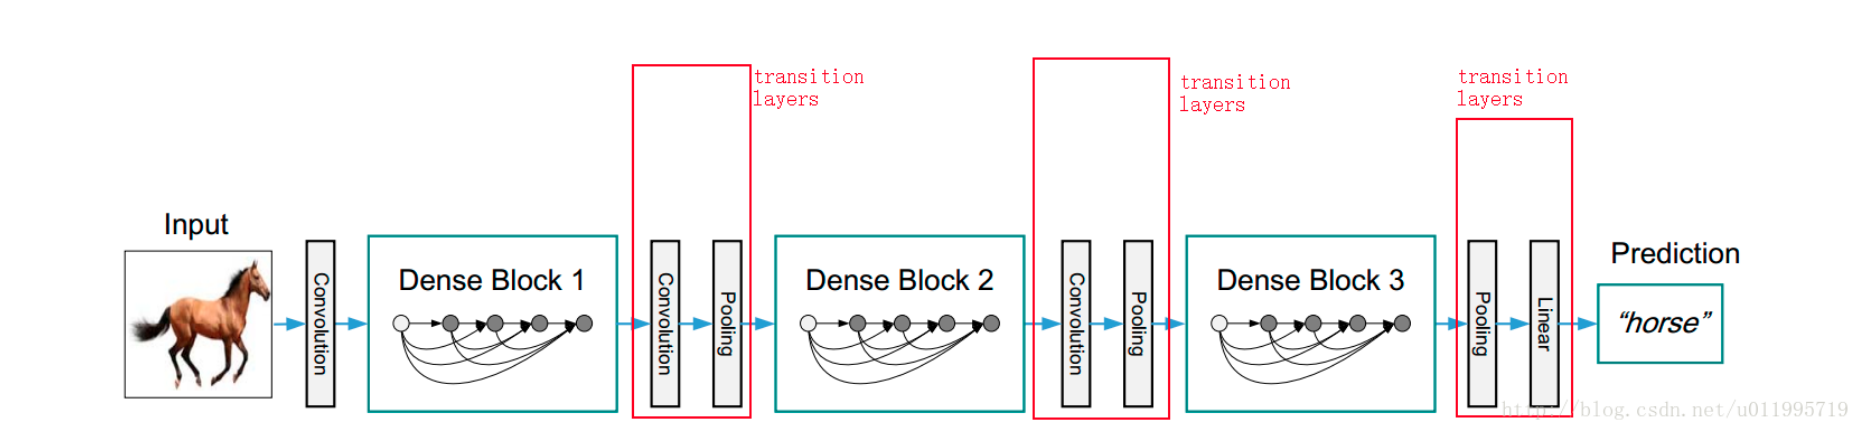 transition
layers
transition
layers
transition
layers
Input
Prediction
Convolution
Dense Block 1
Convolution
Pooling
Dense Block 2
Convolution
Pooling
Dense Block 3
Pooling
Linear
“horse”
http://blog.csdn.net/u011995719